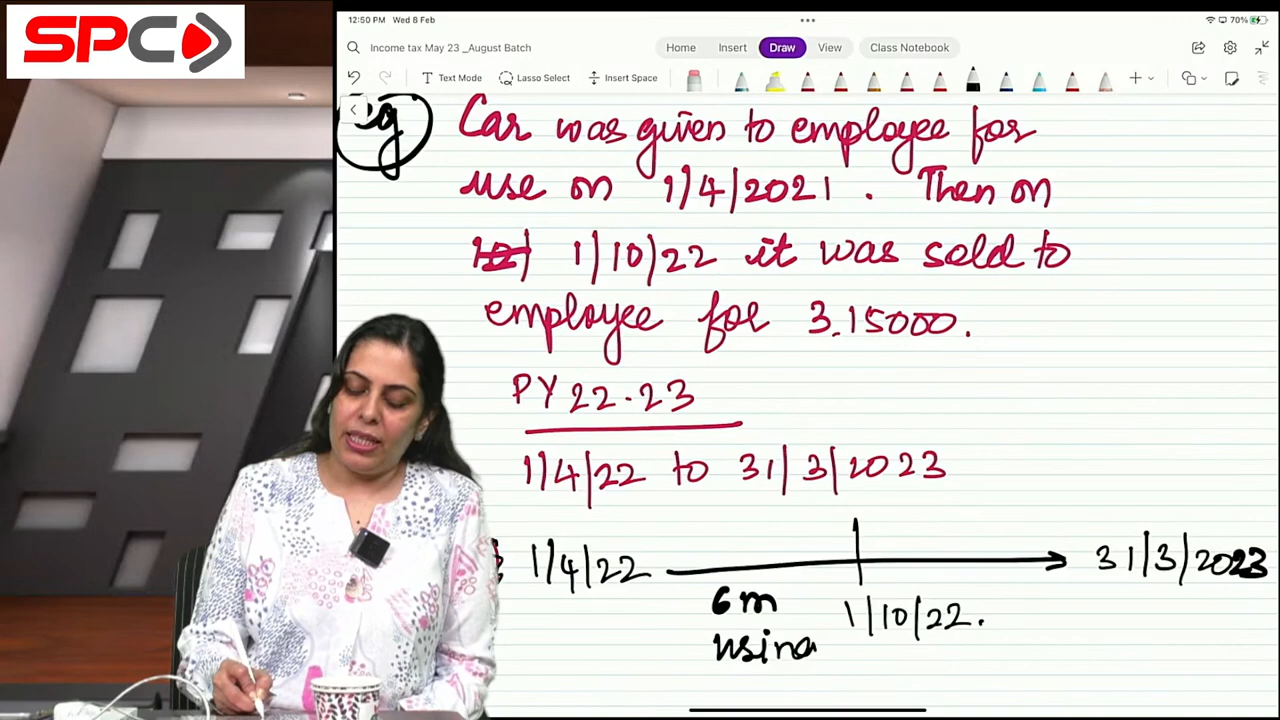 SPC
12:50 PM Wed 8 Feb
70%
Income tax May 23 _August Batch
Home Insert Draw View Class Notebook
Text Mode Lasso Select Insert Space
eg
Car was given to employee for
use on 1/4/2021. Then on
1/10/22 it was sold to
employee for 3.15000.
PY 22.23
1/4/22 to 31/3/2023
1/4/22 31/3/2023
6m 1/10/22.
using